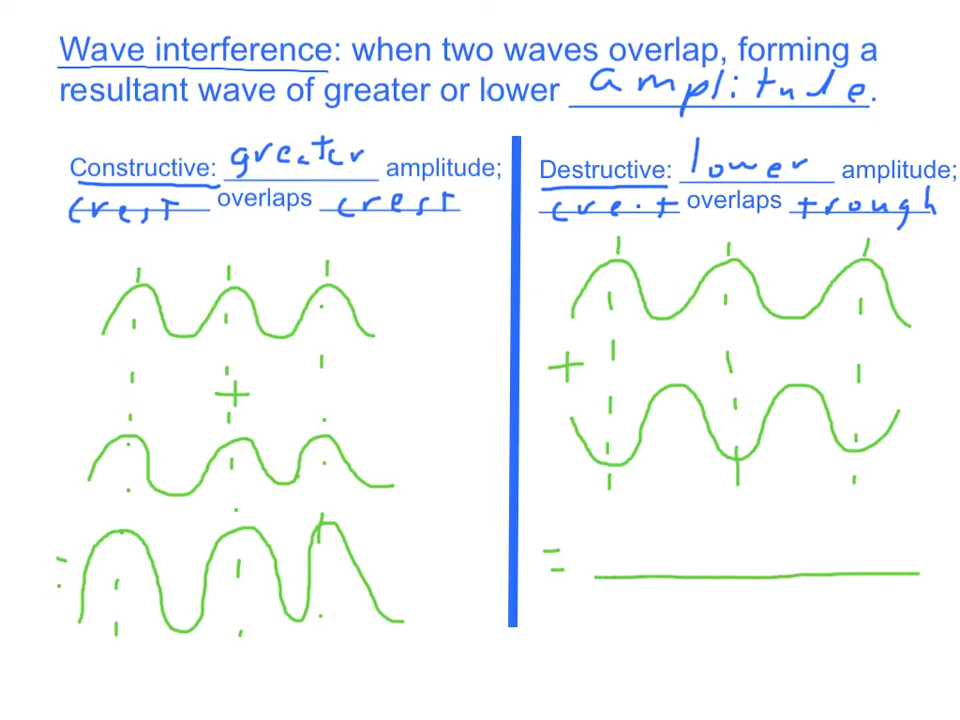 Wave interference: when two waves overlap, forming a
resultant wave of greater or lower amplitude.
Constructive: greater amplitude;
crest overlaps crest
Destructive: lower amplitude;
crest overlaps trough
+
+
=
=